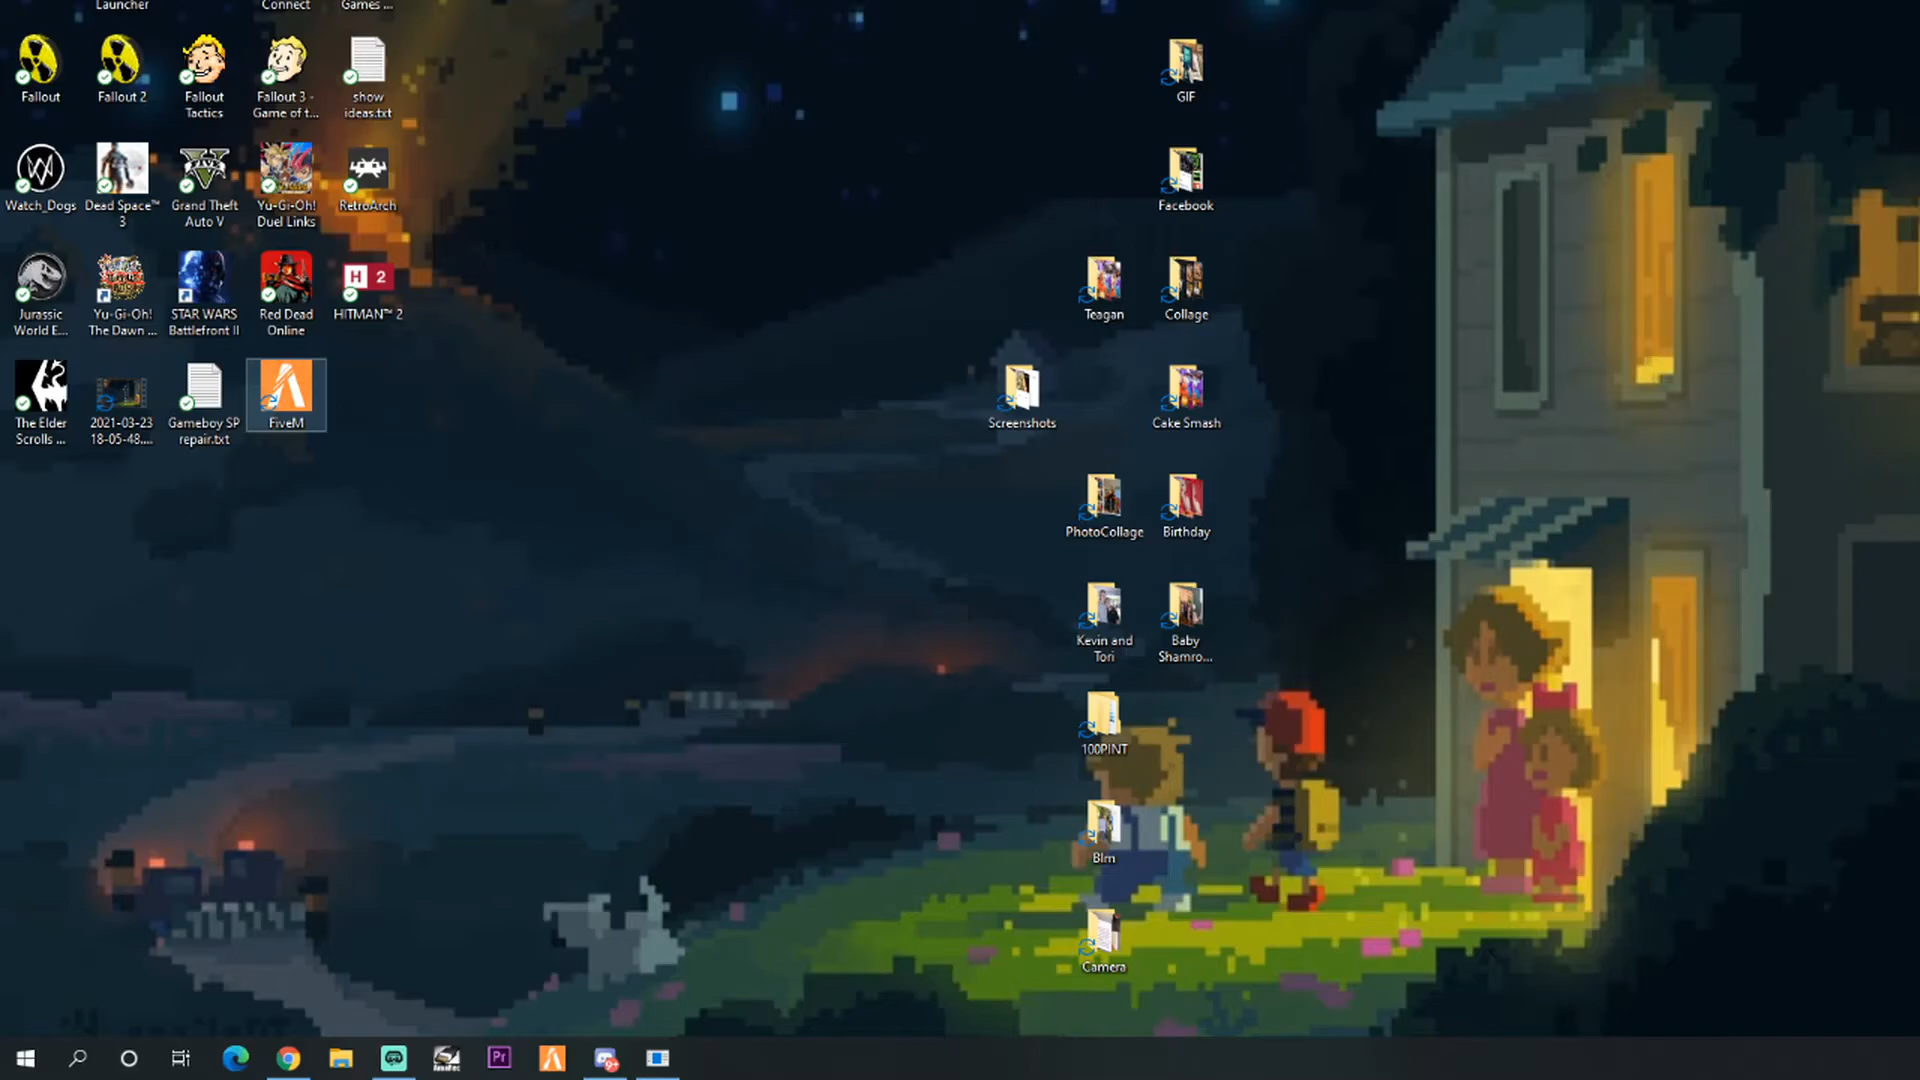 Launcher
Connect
Games ...
Fallout
Fallout 2
Fallout
Tactics
Fallout 3 -
Game of t...
show
ideas.txt
GIF
Watch_Dogs
Dead Space™
3
Grand Theft
Auto V
Yu-Gi-Oh!
Duel Links
RetroArch
Facebook
Jurassic
World E...
Yu-Gi-Oh!
The Dawn ...
STAR WARS
Battlefront II
Red Dead
Online
H 2
HITMAN™ 2
Teagan
Collage
The Elder
Scrolls ...
2021-03-23
18-05-48....
Gameboy SP
repair.txt
FiveM
Screenshots
Cake Smash
PhotoCollage
Birthday
Kevin and
Tori
Baby
Shamro...
100PINT
Blm
Camera
Pr
9+